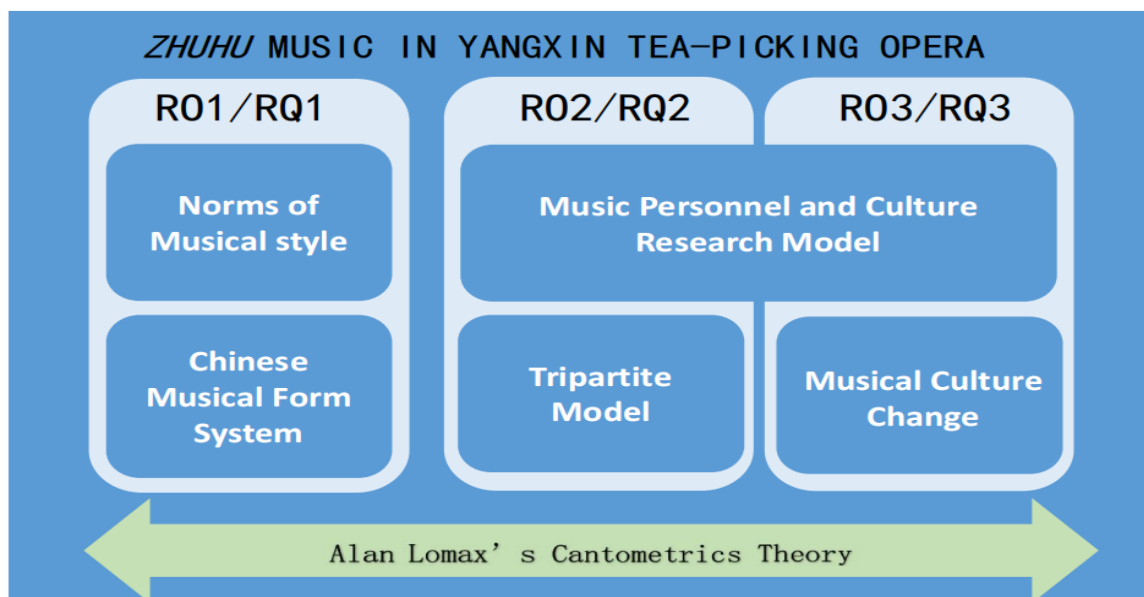 ZHUHU MUSIC IN YANGXIN TEA-PICKING OPERA
RO1/RQ1
Norms of
Musical style
Chinese
Musical Form
System
RO2/RQ2
RO3/RQ3
Music Personnel and Culture
Research Model
Tripartite
Model
Musical Culture
Change
Alan Lomax’s Cantometrics Theory